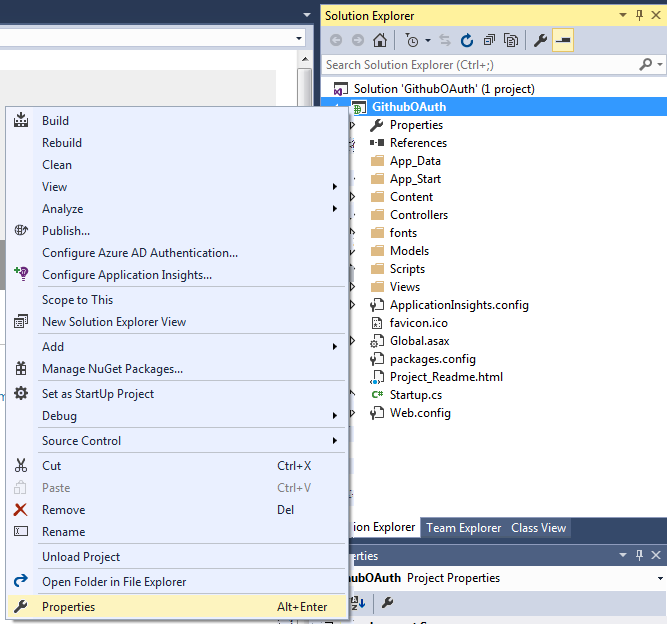 Solution Explorer
Search Solution Explorer (Ctrl+;)
Solution 'GithubOAuth' (1 project)
GithubOAuth
Properties
References
App_Data
App_Start
Content
Controllers
fonts
Models
Scripts
Views
ApplicationInsights.config
favicon.ico
Global.asax
packages.config
Project_Readme.html
C# Startup.cs
Web.config
Build
Rebuild
Clean
View
Analyze
Publish...
Configure Azure AD Authentication...
Configure Application Insights...
Scope to This
New Solution Explorer View
Add
Manage NuGet Packages...
Set as StartUp Project
Debug
Source Control
Cut Ctrl+X
Paste Ctrl+V
Remove Del
Rename
Unload Project
Open Folder in File Explorer
Properties Alt+Enter
ion Explorer Team Explorer Class View
erties
ubOAuth Project Properties